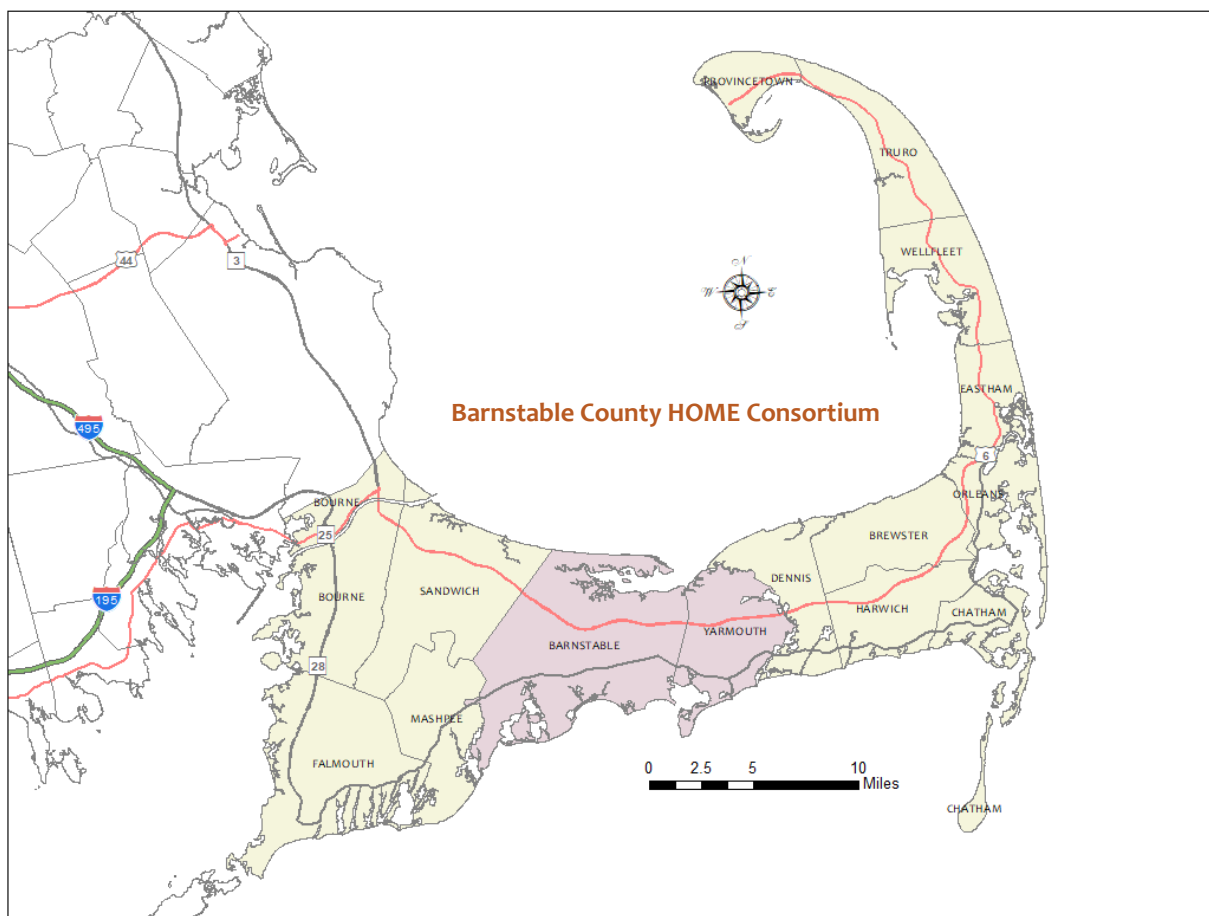 PROVINCETOWN
TRURO
WELLFLEET
N
W
E
S
44
3
EASTHAM
Barnstable County HOME Consortium
495
6
ORLEANS
BOURNE
25
BREWSTER
DENNIS
SANDWICH
BOURNE
195
HARWICH
CHATHAM
YARMOUTH
BARNSTABLE
28
MASHPEE
FALMOUTH
0 2.5 5 10
Miles
CHATHAM